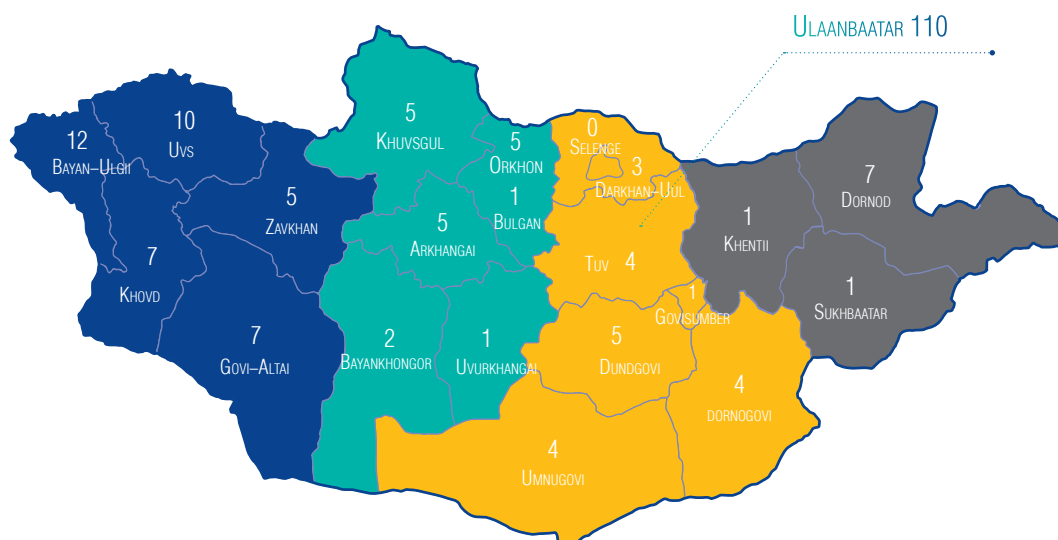 ULAANBAATAR 110
12
BAYAN–ULGII
10
UVS
5
ZAVKHAN
7
KHOVD
7
GOVI–ALTAI
5
KHUVSGUL
5
ORKHON
1
BULGAN
5
ARKHANGAI
2
BAYANKHONGOR
1
UVURKHANGAI
0
SELENGE
3
DARKHAN–UUL
TUV 4
1
GOVISUMBER
5
DUNDGOVI
4
DORNOGOVI
4
UMNUGOVI
1
KHENTII
7
DORNOD
1
SUKHBAATAR